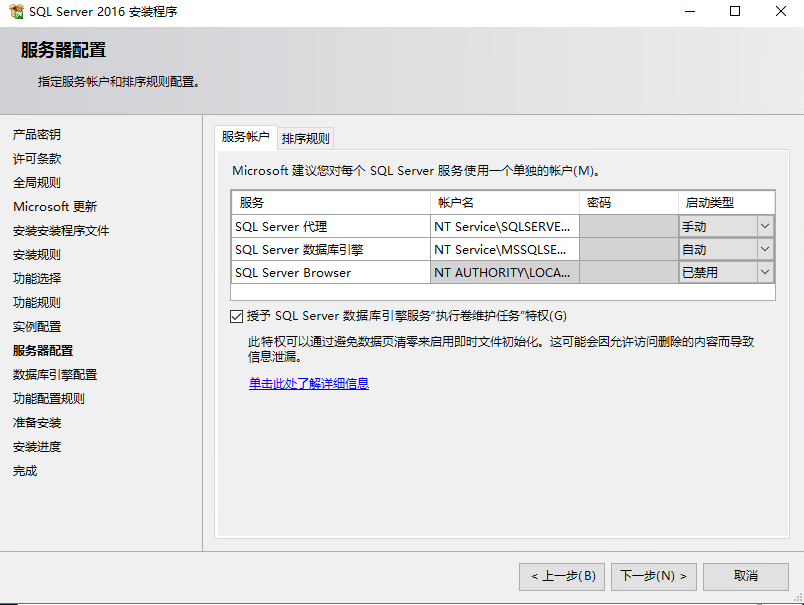 SQL Server 2016 安装程序
服务器配置
指定服务帐户和排序规则配置。
产品密钥
许可条款
全局规则
Microsoft 更新
安装安装程序文件
安装规则
功能选择
功能规则
实例配置
服务器配置
数据库引擎配置
功能配置规则
准备安装
安装进度
完成
服务帐户 排序规则
Microsoft 建议您对每个 SQL Server 服务使用一个单独的帐户(M)。
服务 帐户名 密码 启动类型
SQL Server 代理 NT Service\SQLSERVE... 手动
SQL Server 数据库引擎 NT Service\MSSQLSE... 自动
SQL Server Browser NT AUTHORITY\LOCA... 已禁用
授予 SQL Server 数据库引擎服务“执行卷维护任务”特权(G)
此特权可以通过避免数据页清零来启用即时文件初始化。这可能会因允许访问删除的内容而导致
信息泄漏。
单击此处了解详细信息
< 上一步(B) 下一步(N) > 取消